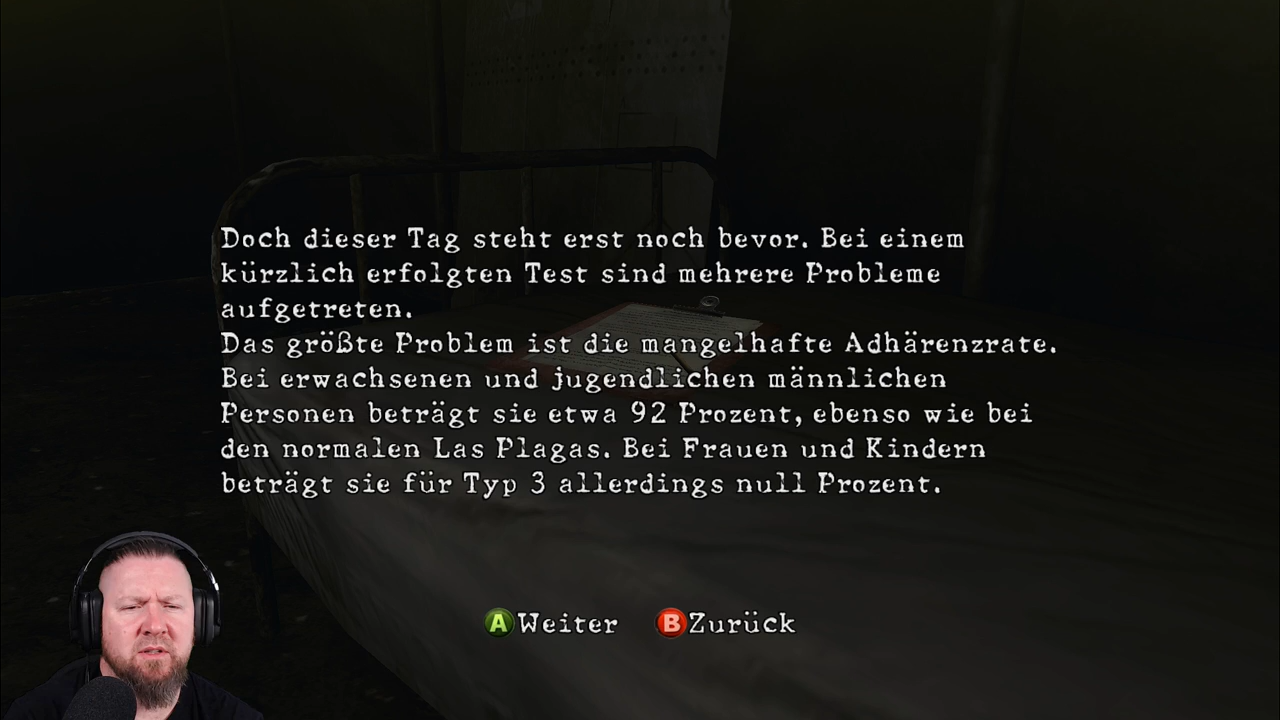 Doch dieser Tag steht erst noch bevor. Bei einem
kürzlich erfolgten Test sind mehrere Probleme
aufgetreten.
Das größte Problem ist die mangelhafte Adhärenzrate.
Bei erwachsenen und jugendlichen männlichen
Personen beträgt sie etwa 92 Prozent, ebenso wie bei
den normalen Las Plagas. Bei Frauen und Kindern
beträgt sie für Typ 3 allerdings null Prozent.
A Weiter B Zurück